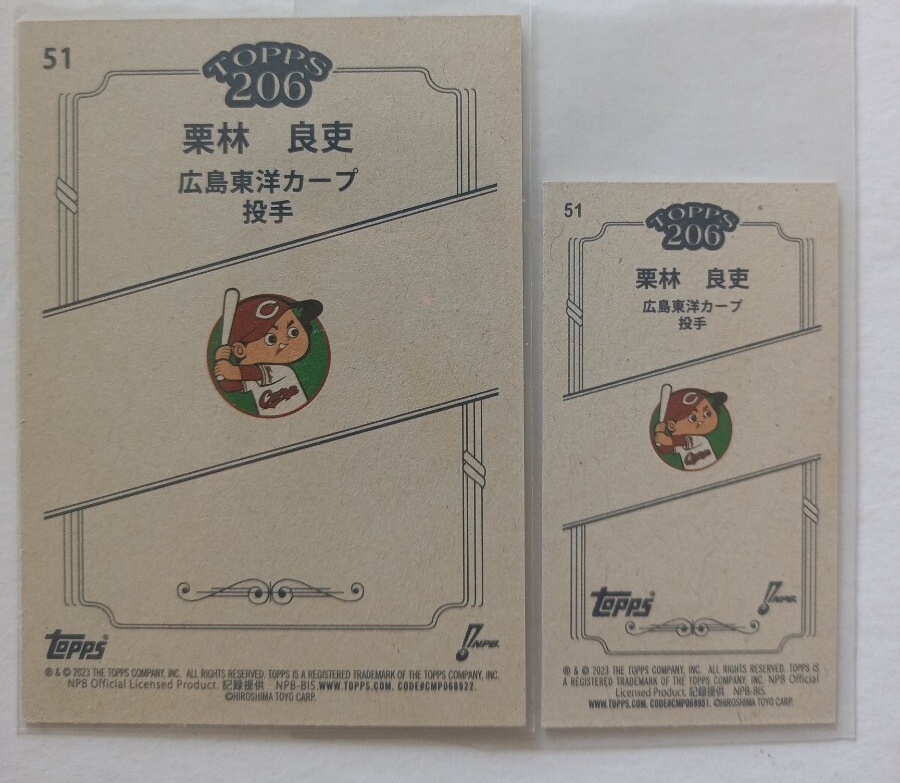 51
TOPPS
206
栗林 良吏
広島東洋カープ
投手
Carp
topps®
NPB®
® & © 2023 THE TOPPS COMPANY, INC. ALL RIGHTS RESERVED. TOPPS IS A REGISTERED TRADEMARK OF THE TOPPS COMPANY, INC.
NPB Official Licensed Product. 記録提供 NPB-BIS.WWW.TOPPS.COM. CODE#CMP068922.
©HIROSHIMA TOYO CARP.
51
TOPPS
206
栗林 良吏
広島東洋カープ
投手
Carp
topps®
NPB®
® & © 2023 THE TOPPS COMPANY, INC. ALL RIGHTS RESERVED. TOPPS IS
A REGISTERED TRADEMARK OF THE TOPPS COMPANY, INC. NPB Official
Licensed Product. 記録提供 NPB-BIS.
WWW.TOPPS.COM. CODE#CMP068951. ©HIROSHIMA TOYO CARP.